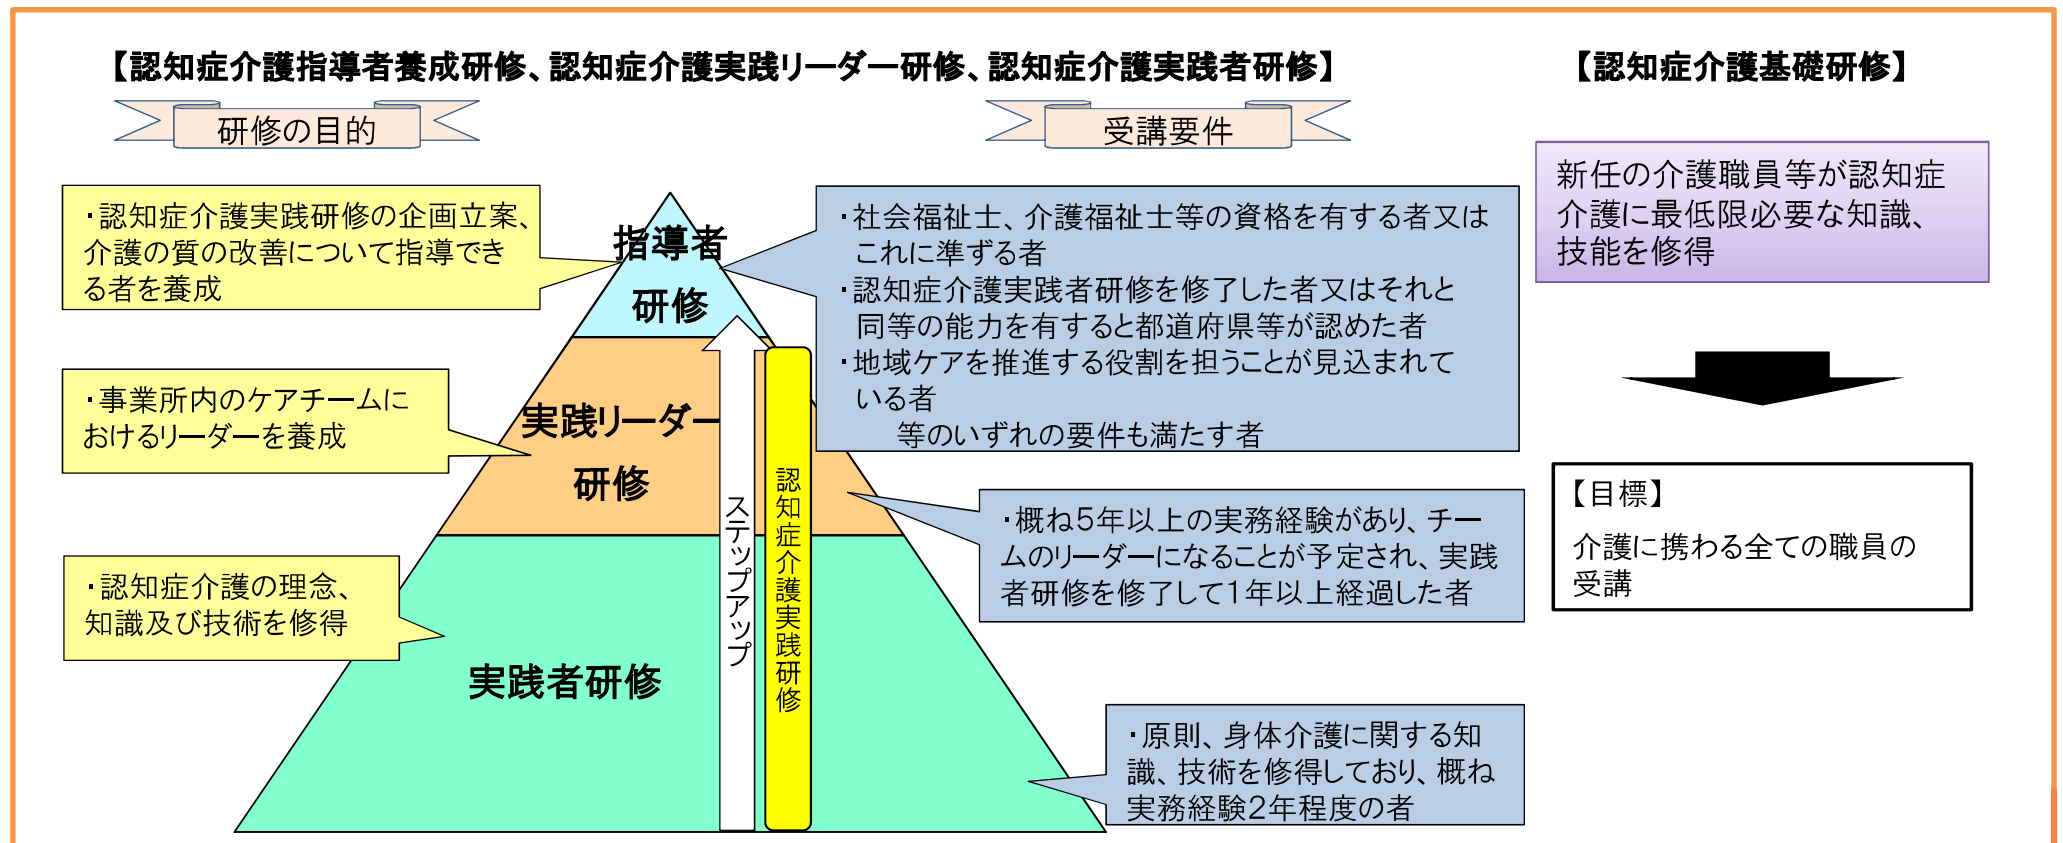 【認知症介護指導者養成研修、認知症介護実践リーダー研修、認知症介護実践者研修】
研修の目的
受講要件
・認知症介護実践研修の企画立案、
介護の質の改善について指導でき
る者を養成
指導者
研修
・社会福祉士、介護福祉士等の資格を有する者又は
これに準ずる者
・認知症介護実践者研修を修了した者又はそれと
同等の能力を有すると都道府県等が認めた者
・地域ケアを推進する役割を担うことが見込まれて
いる者
等のいずれの要件も満たす者
・事業所内のケアチームに
おけるリーダーを養成
実践リーダー
研修
・概ね5年以上の実務経験があり、チー
ムのリーダーになることが予定され、実践
者研修を修了して1年以上経過した者
・認知症介護の理念、
知識及び技術を修得
実践者研修
ステップアップ
認知症介護実践研修
・原則、身体介護に関する知
識、技術を修得しており、概ね
実務経験2年程度の者
【認知症介護基礎研修】
新任の介護職員等が認知症
介護に最低限必要な知識、
技能を修得
【目標】
介護に携わる全ての職員の
受講